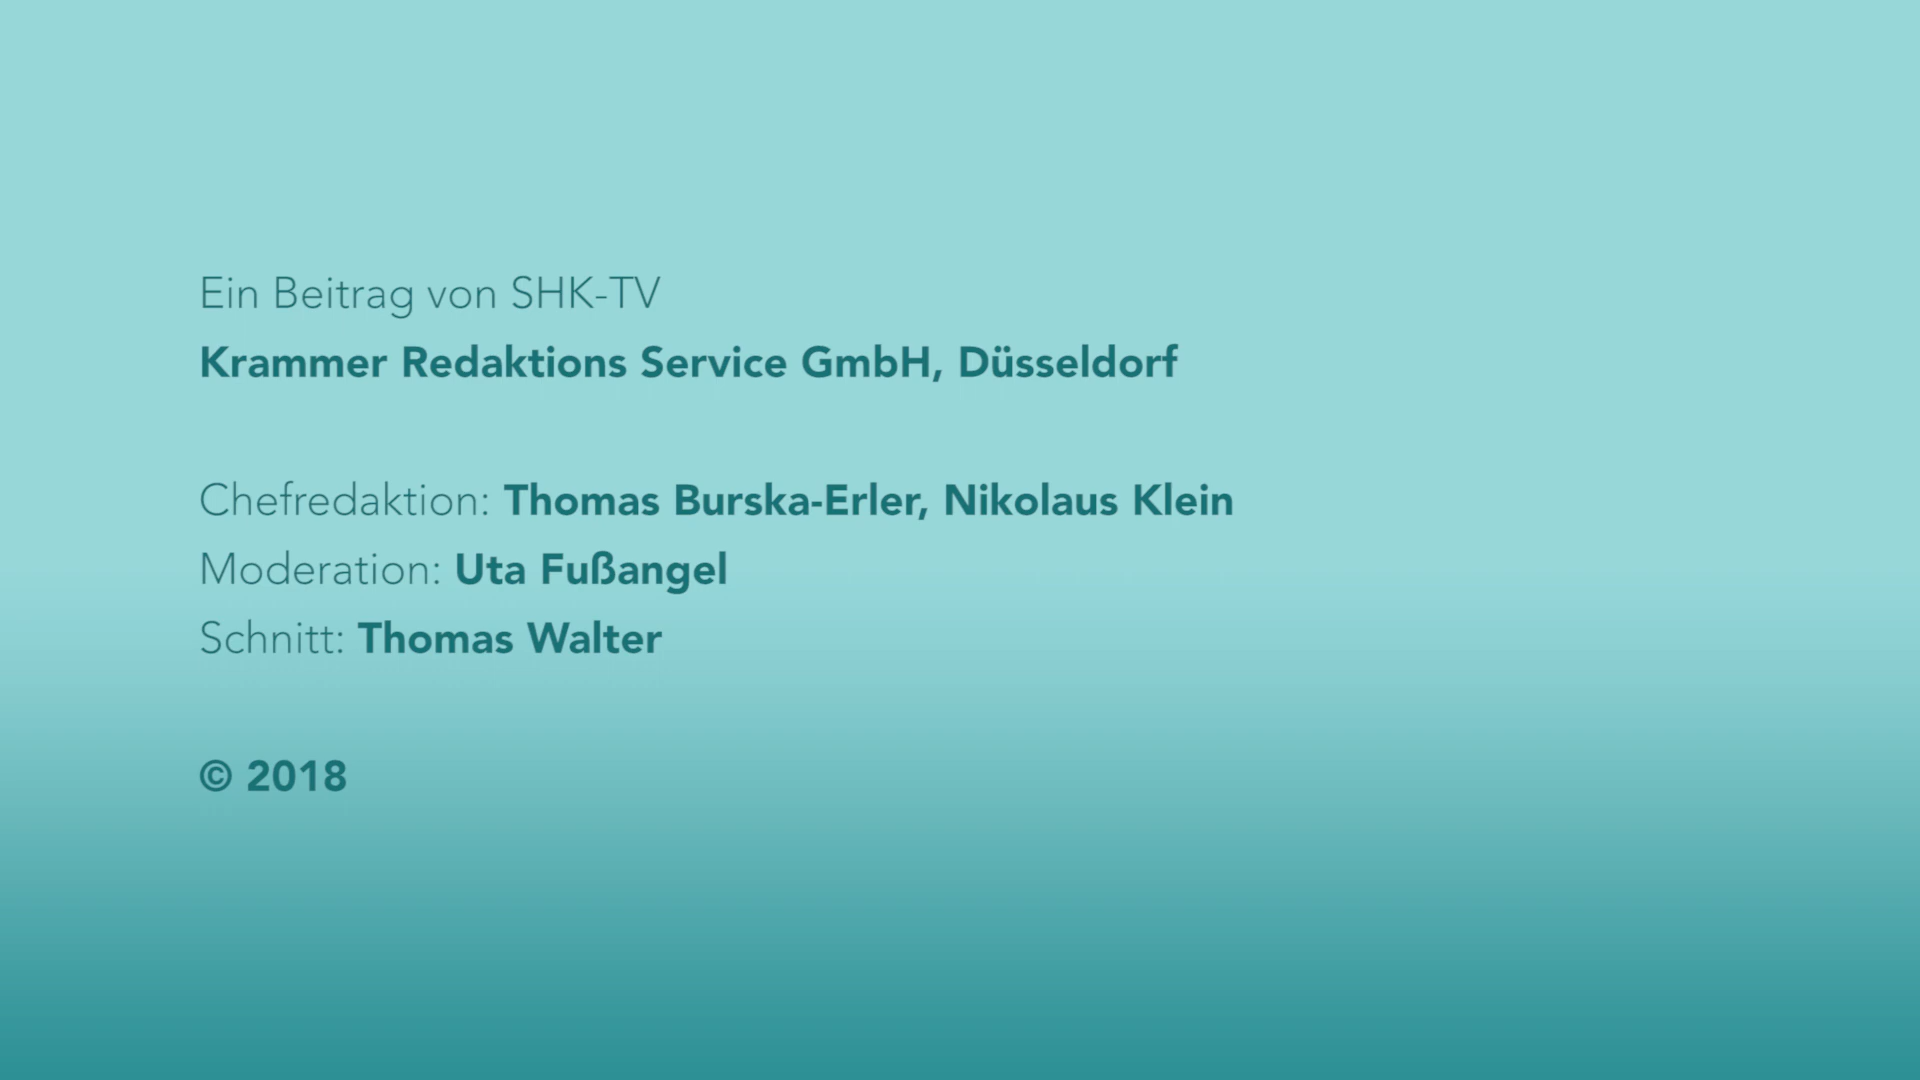 Ein Beitrag von SHK-TV
Krammer Redaktions Service GmbH, Düsseldorf
Chefredaktion: Thomas Burska-Erler, Nikolaus Klein
Moderation: Uta Fußangel
Schnitt: Thomas Walter
© 2018